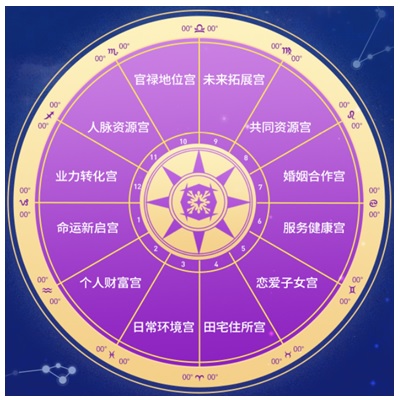 00° ♎ 00°
00° ♏ 00°
00° ♍ 00°
官禄地位宫 未来拓展宫
00° ♐ 00°
00° ♌ 00°
人脉资源宫 共同资源宫
10 9
11 8
业力转化宫 婚姻合作宫
12 7
00° ♑ 00°
00° ♋ 00°
命运新启宫 服务健康宫
1 6
2 5
3 4
个人财富宫 恋爱子女宫
00° ♒ 00°
00° ♊ 00°
日常环境宫 田宅住所宫
00° ♓ 00°
00° ♉ 00°
00° ♈ 00°